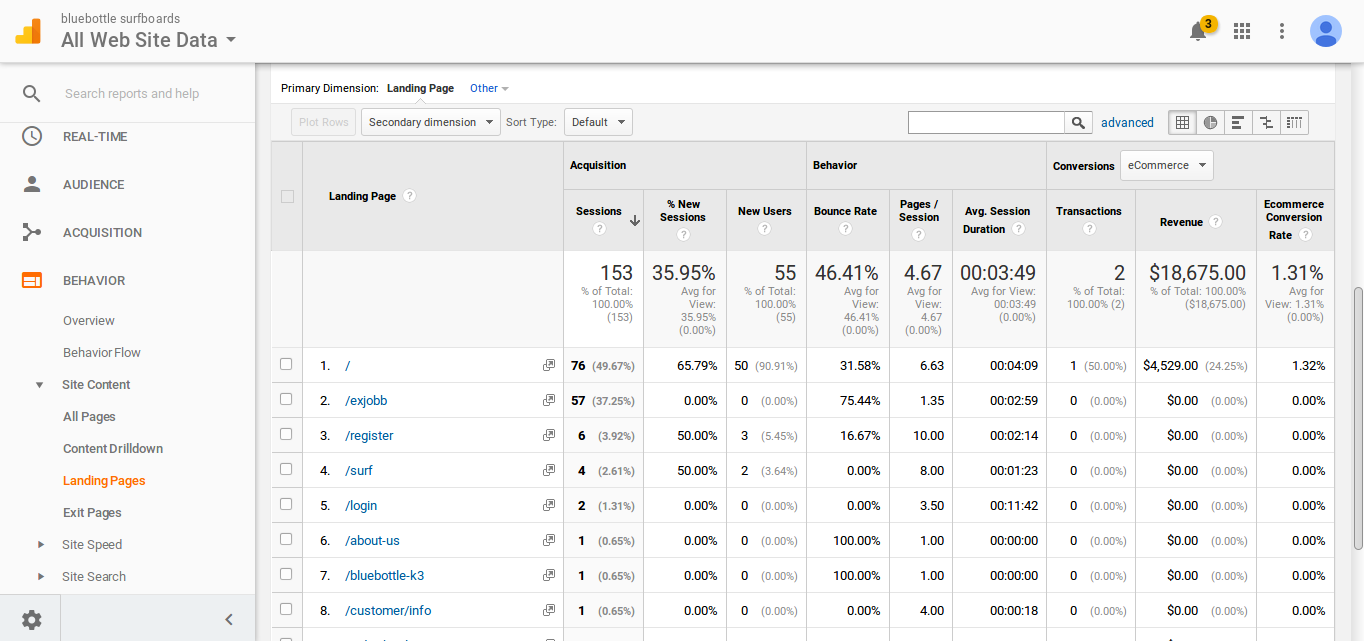 bluebottle surfboards
All Web Site Data
3
Search reports and help
REAL-TIME
AUDIENCE
ACQUISITION
BEHAVIOR
Overview
Behavior Flow
Site Content
All Pages
Content Drilldown
Landing Pages
Exit Pages
Site Speed
Site Search
Primary Dimension: Landing Page Other
Plot Rows Secondary dimension Sort Type: Default advanced
Acquisition Behavior Conversions eCommerce
Landing Page ?
Sessions ?
% New Sessions ?
New Users ?
Bounce Rate ?
Pages / Session ?
Avg. Session Duration ?
Transactions ?
Revenue ?
Ecommerce Conversion Rate ?
153 35.95% 55 46.41% 4.67 00:03:49 2 $18,675.00 1.31%
% of Total: 100.00% (153)
Avg for View: 35.95% (0.00%)
% of Total: 100.00% (55)
Avg for View: 46.41% (0.00%)
Avg for View: 4.67 (0.00%)
Avg for View: 00:03:49 (0.00%)
% of Total: 100.00% (2)
% of Total: 100.00% ($18,675.00)
Avg for View: 1.31% (0.00%)
1. / 76 (49.67%) 65.79% 50 (90.91%) 31.58% 6.63 00:04:09 1 (50.00%) $4,529.00 (24.25%) 1.32%
2. /exjobb 57 (37.25%) 0.00% 0 (0.00%) 75.44% 1.35 00:02:59 0 (0.00%) $0.00 (0.00%) 0.00%
3. /register 6 (3.92%) 50.00% 3 (5.45%) 16.67% 10.00 00:02:14 0 (0.00%) $0.00 (0.00%) 0.00%
4. /surf 4 (2.61%) 50.00% 2 (3.64%) 0.00% 8.00 00:01:23 0 (0.00%) $0.00 (0.00%) 0.00%
5. /login 2 (1.31%) 0.00% 0 (0.00%) 0.00% 3.50 00:11:42 0 (0.00%) $0.00 (0.00%) 0.00%
6. /about-us 1 (0.65%) 0.00% 0 (0.00%) 100.00% 1.00 00:00:00 0 (0.00%) $0.00 (0.00%) 0.00%
7. /bluebottle-k3 1 (0.65%) 0.00% 0 (0.00%) 100.00% 1.00 00:00:00 0 (0.00%) $0.00 (0.00%) 0.00%
8. /customer/info 1 (0.65%) 0.00% 0 (0.00%) 0.00% 4.00 00:00:18 0 (0.00%) $0.00 (0.00%) 0.00%